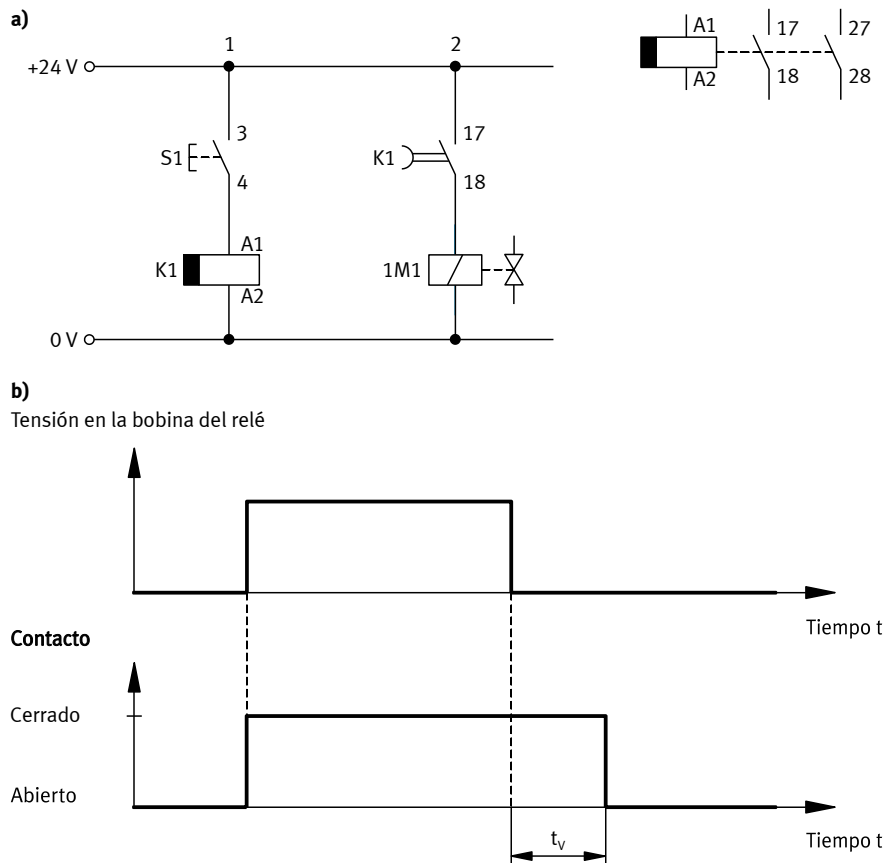 a)
1
2
+24 V
3
S1
4
17
K1
18
A1
K1
A2
1M1
0 V
A1
A2
17
18
27
28
b)
Tensión en la bobina del relé
Tiempo t
Contacto
Cerrado
Abierto
tV
Tiempo t